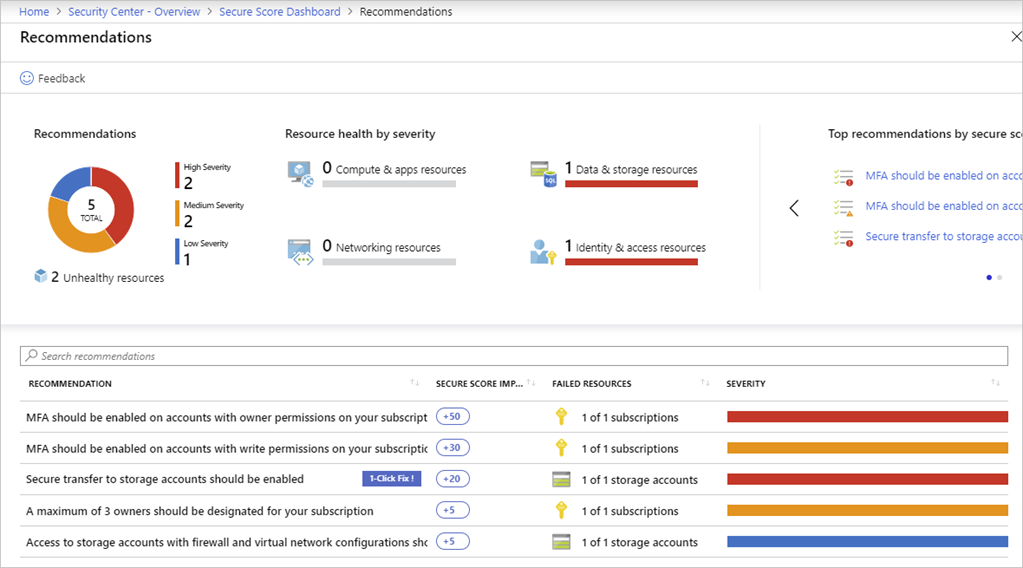 Home > Security Center - Overview > Secure Score Dashboard > Recommendations
Recommendations
Feedback
Recommendations
5
TOTAL
High Severity
2
Medium Severity
2
Low Severity
1
2 Unhealthy resources
Resource health by severity
0 Compute & apps resources
1 Data & storage resources
SQL
0 Networking resources
1 Identity & access resources
Top recommendations by secure sc
MFA should be enabled on acc
MFA should be enabled on acc
Secure transfer to storage accou
Search recommendations
RECOMMENDATION SECURE SCORE IMP... FAILED RESOURCES SEVERITY
MFA should be enabled on accounts with owner permissions on your subscript +50 1 of 1 subscriptions
MFA should be enabled on accounts with write permissions on your subscriptic +30 1 of 1 subscriptions
Secure transfer to storage accounts should be enabled 1-Click Fix ! +20 1 of 1 storage accounts
A maximum of 3 owners should be designated for your subscription +5 1 of 1 subscriptions
Access to storage accounts with firewall and virtual network configurations sho +5 1 of 1 storage accounts